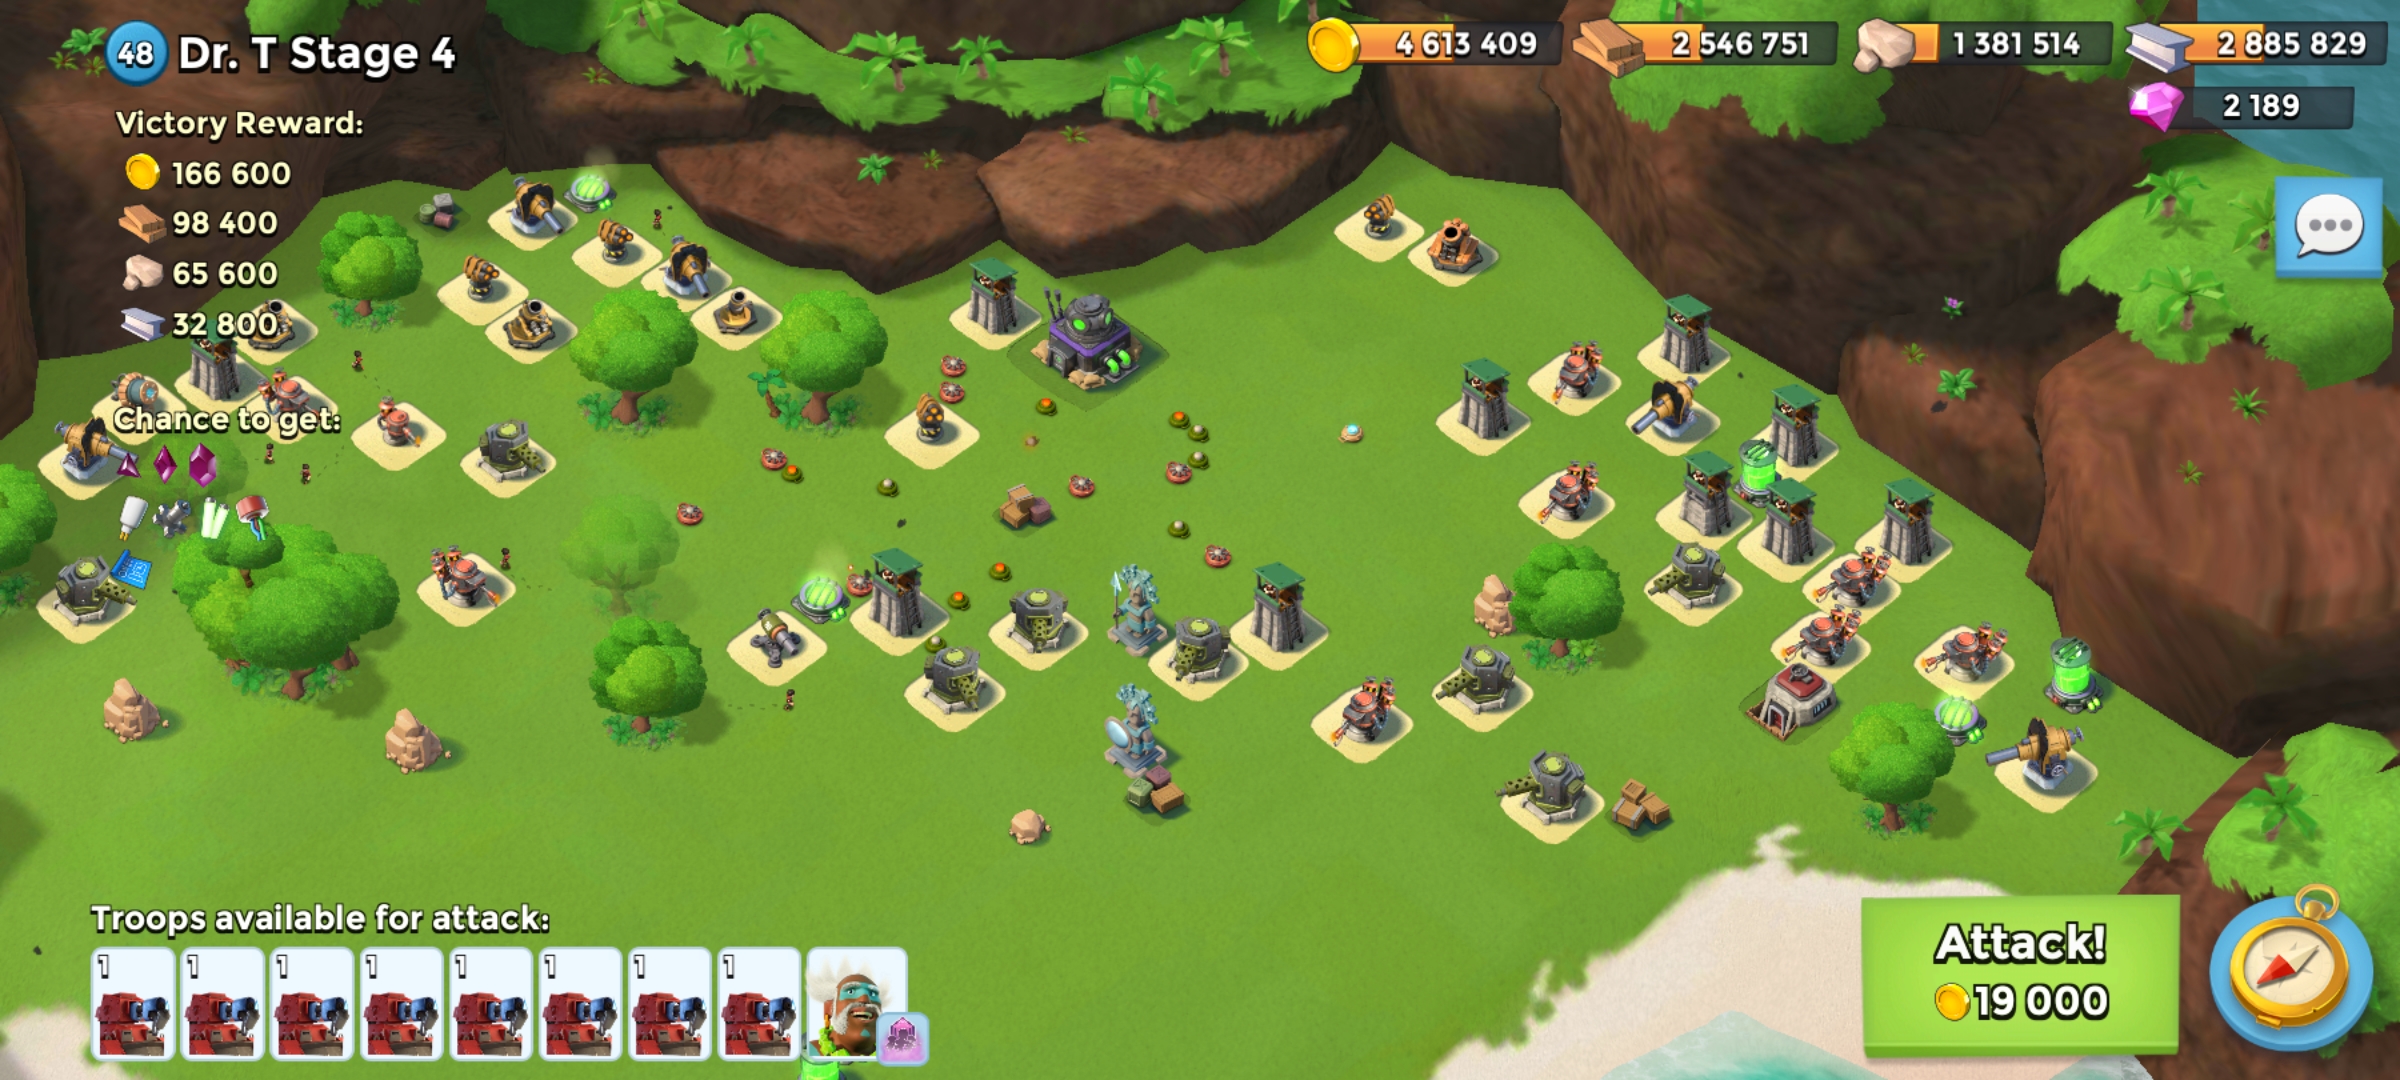 48 Dr. T Stage 4
4 613 409
2 546 751
1 381 514
2 885 829
2 189
Victory Reward:
166 600
98 400
65 600
32 800
Chance to get:
Troops available for attack:
1 1 1 1 1 1 1 1
Attack!
19 000